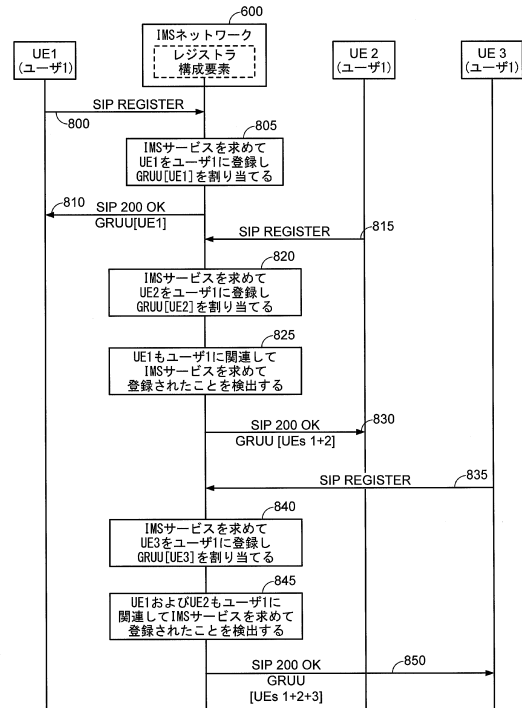 600
IMSネットワーク
レジストラ
構成要素
UE1
(ユーザ1)
UE 2
(ユーザ1)
UE 3
(ユーザ1)
SIP REGISTER
800
805
IMSサービスを求めて
UE1をユーザ1に登録し
GRUU[UE1]を割り当てる
810
SIP 200 OK
GRUU[UE1]
SIP REGISTER
815
820
IMSサービスを求めて
UE2をユーザ1に登録し
GRUU[UE2]を割り当てる
825
UE1もユーザ1に関連して
IMSサービスを求めて
登録されたことを検出する
SIP 200 OK
830
GRUU [UEs 1+2]
SIP REGISTER
835
840
IMSサービスを求めて
UE3をユーザ1に登録し
GRUU[UE3]を割り当てる
845
UE1およびUE2もユーザ1に
関連してIMSサービスを求めて
登録されたことを検出する
SIP 200 OK
850
GRUU
[UEs 1+2+3]